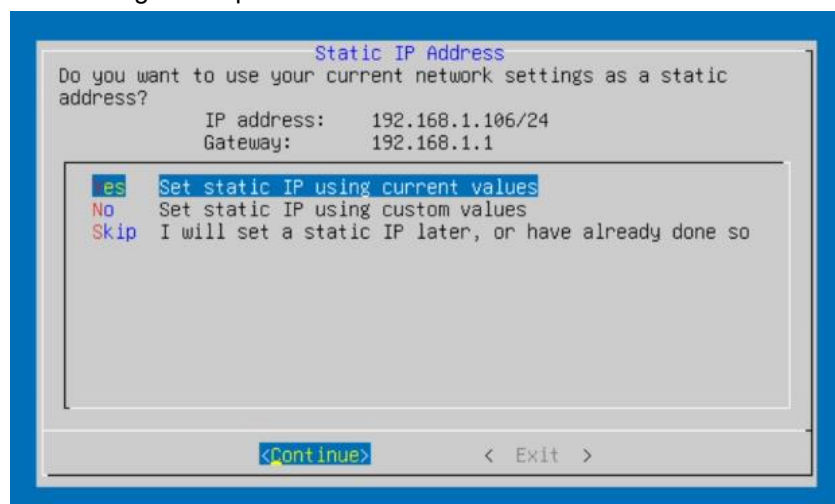 Static IP Address
Do you want to use your current network settings as a static
address?
IP address: 192.168.1.106/24
Gateway: 192.168.1.1
Yes Set static IP using current values
No Set static IP using custom values
Skip I will set a static IP later, or have already done so
<Continue> < Exit >